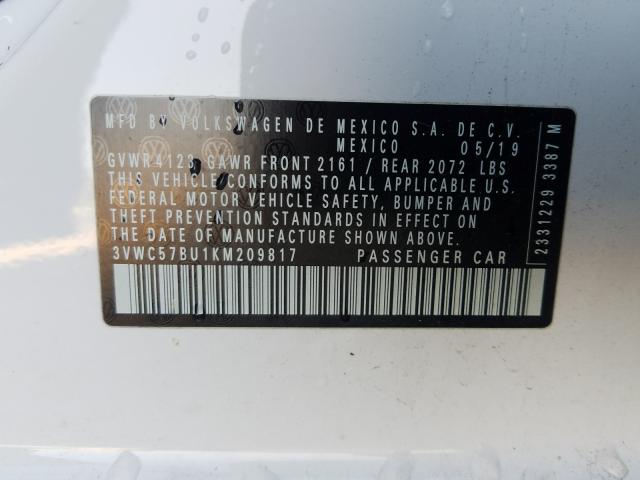 MFD BY VOLKSWAGEN DE MEXICO S.A. DE C.V.
MEXICO 05/19
GVWR 4123 GAWR FRONT 2161 / REAR 2072 LBS
THIS VEHICLE CONFORMS TO ALL APPLICABLE U.S.
FEDERAL MOTOR VEHICLE SAFETY, BUMPER AND
THEFT PREVENTION STANDARDS IN EFFECT ON
THE DATE OF MANUFACTURE SHOWN ABOVE.
3VWC57BU1KM209817 PASSENGER CAR
2331229 3387 M